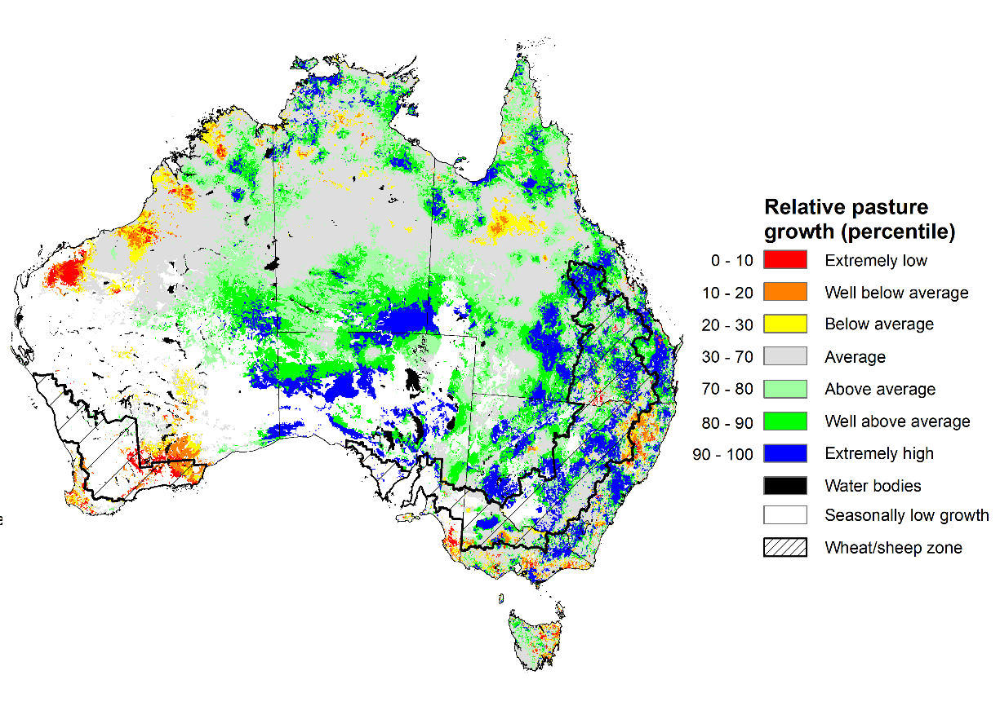 Relative pasture
growth (percentile)
0 - 10 Extremely low
10 - 20 Well below average
20 - 30 Below average
30 - 70 Average
70 - 80 Above average
80 - 90 Well above average
90 - 100 Extremely high
Water bodies
Seasonally low growth
Wheat/sheep zone